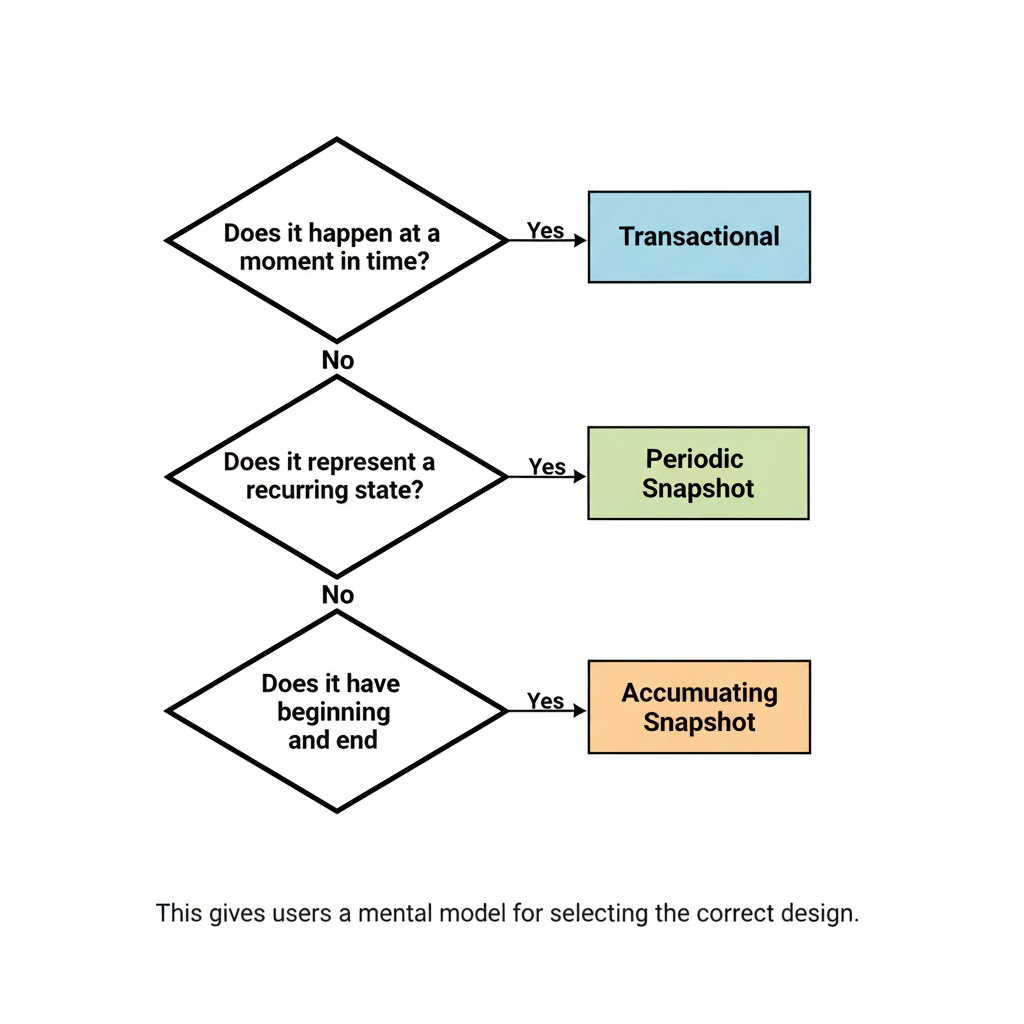 Does it happen at a
moment in time?
Yes
Transactional
No
Does it represent a
recurring state?
Yes
Periodic
Snapshot
No
Does it have
beginning
and end
Yes
Accumuating
Snapshot
This gives users a mental model for selecting the correct design.